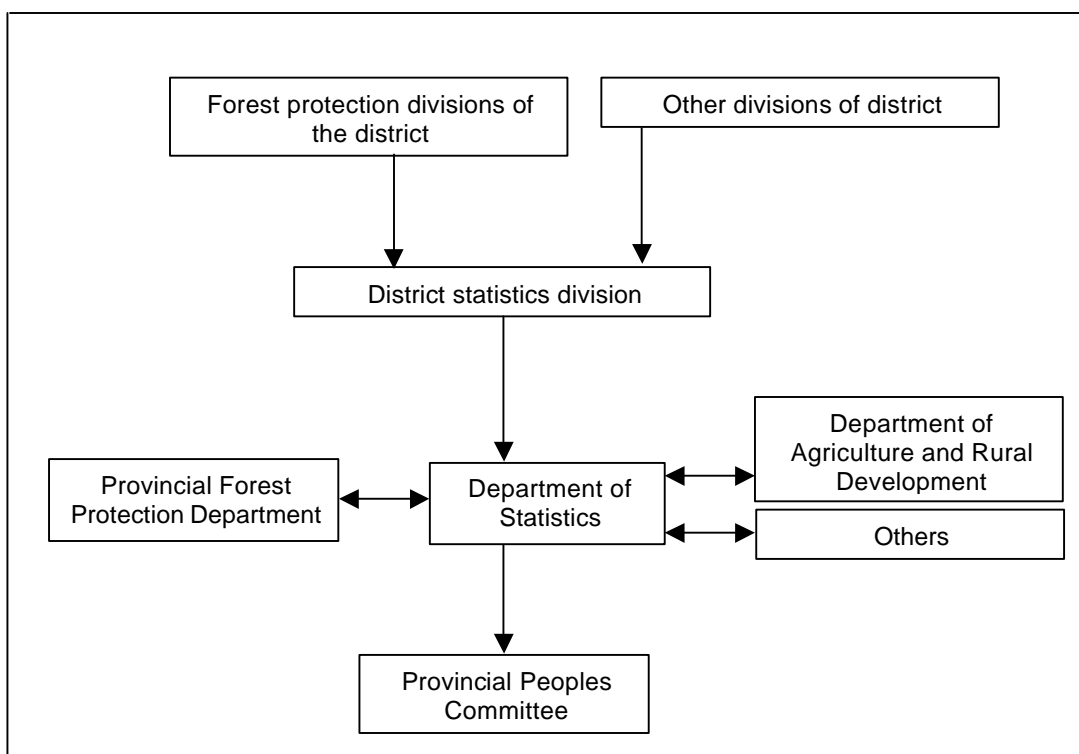 Forest protection divisions of
the district
Other divisions of district
District statistics division
Department of
Agriculture and Rural
Development
Provincial Forest
Protection Department
Department of
Statistics
Others
Provincial Peoples
Committee